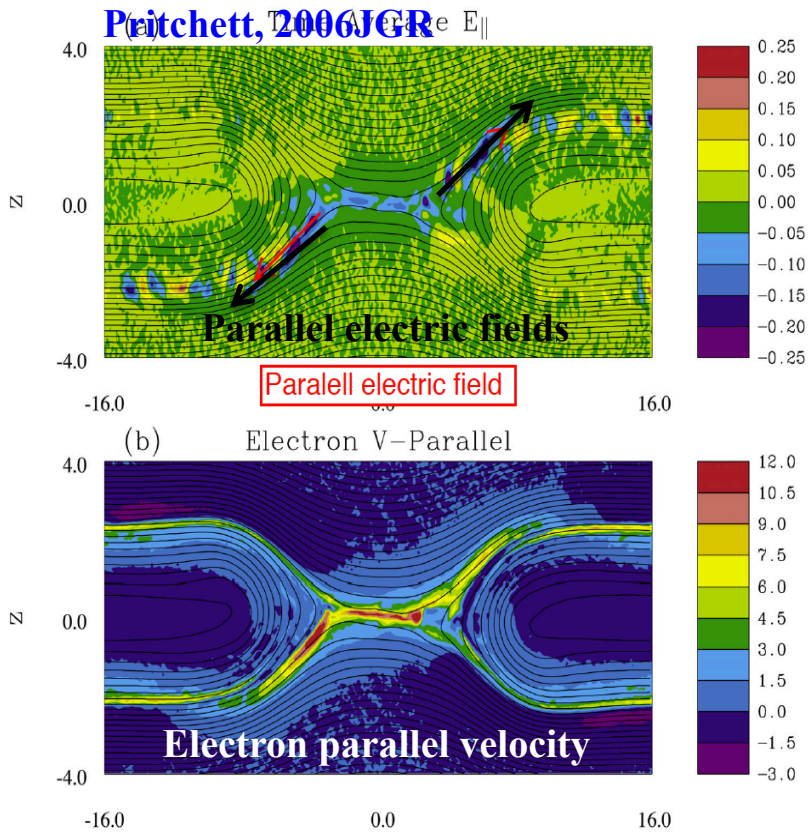 Pritchett, 2006JGR
(a) Time Average E||
4.0
Z
0.0
-4.0
0.25
0.20
0.15
0.10
0.05
0.00
-0.05
-0.10
-0.15
-0.20
-0.25
Parallel electric fields
Paralell electric field
-16.0 0.0 16.0
(b) Electron V-Parallel
4.0
Z
0.0
-4.0
12.0
10.5
9.0
7.5
6.0
4.5
3.0
1.5
0.0
-1.5
-3.0
Electron parallel velocity
-16.0 0.0 16.0